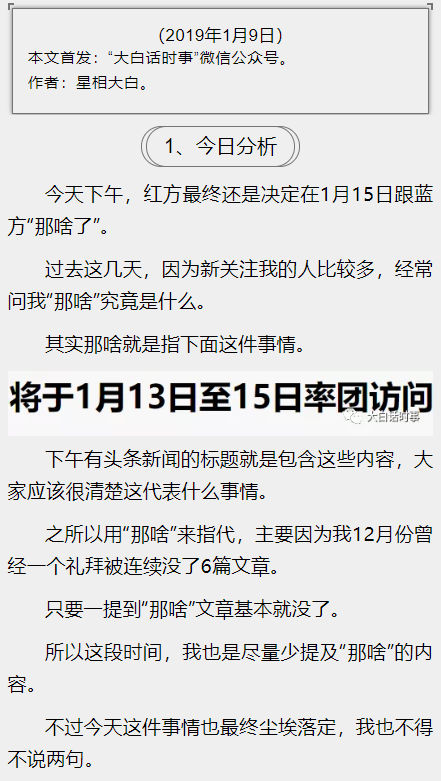 （2019年1月9日）
本文首发：“大白话时事”微信公众号。
作者：星相大白。
1、今日分析
今天下午，红方最终还是决定在1月15日跟蓝
方“那啥了”。
过去这几天，因为新关注我的人比较多，经常
问我“那啥”究竟是什么。
其实那啥就是指下面这件事情。
将于1月13日至15日率团访问
大白话时事
下午有头条新闻的标题就是包含这些内容，大
家应该很清楚这代表什么事情。
之所以用“那啥”来指代，主要因为我12月份曾
经一个礼拜被连续没了6篇文章。
只要一提到“那啥”文章基本就没了。
所以这段时间，我也是尽量少提及“那啥”的内
容。
不过今天这件事情也最终尘埃落定，我也不得
不说两句。